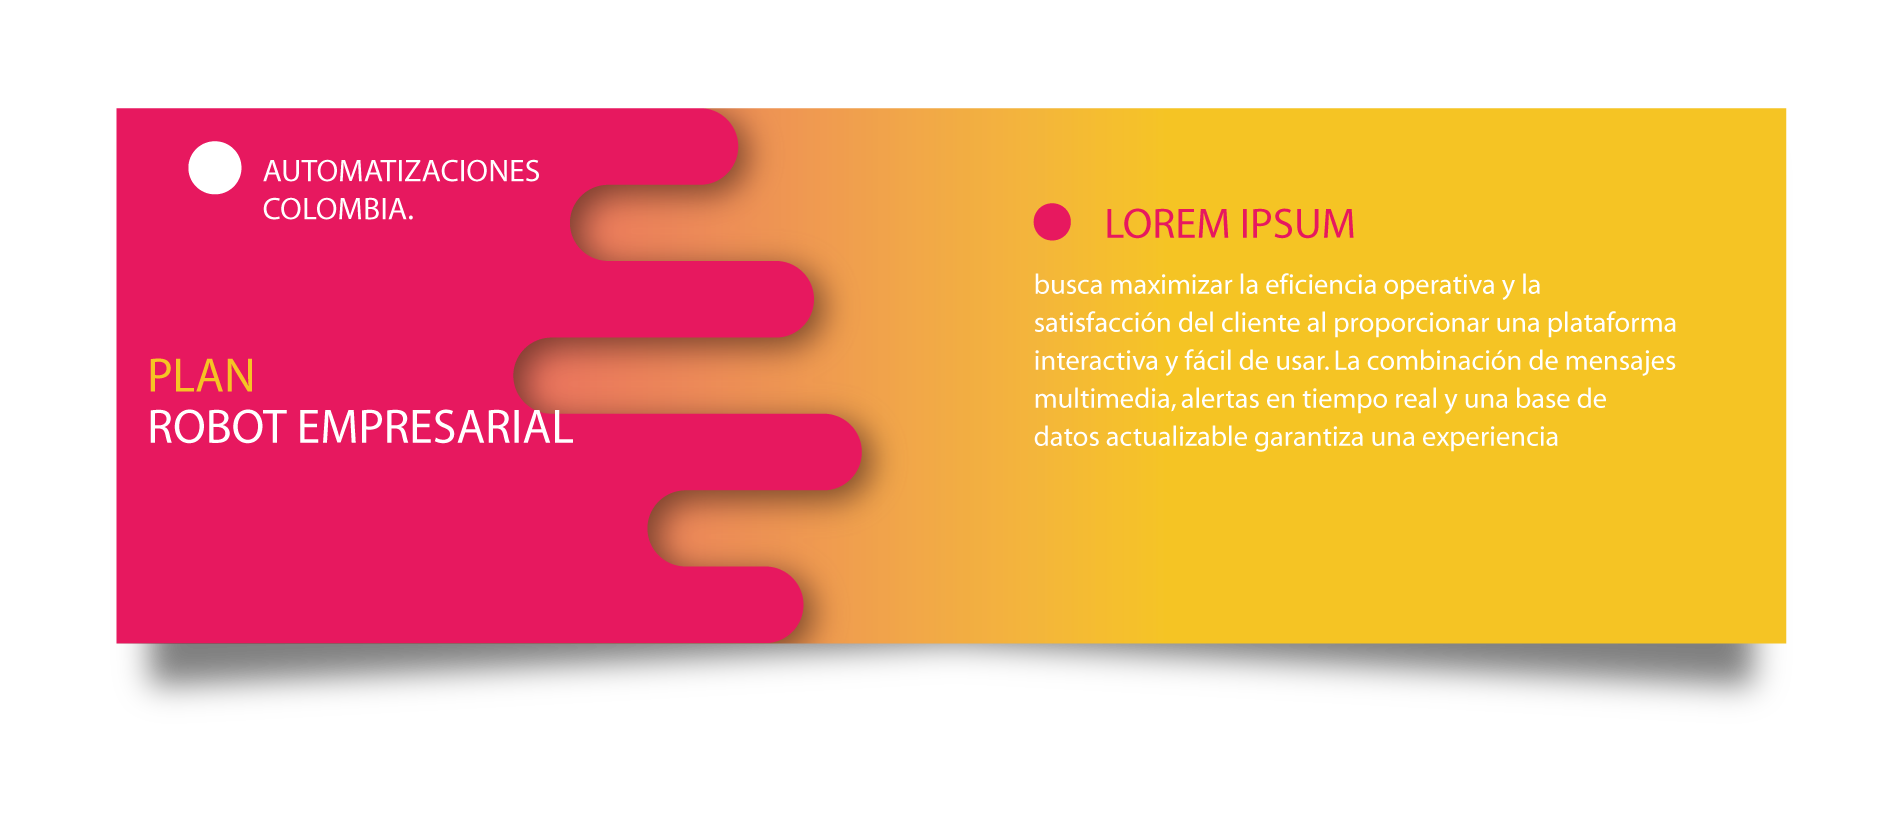 AUTOMATIZACIONES
COLOMBIA.
PLAN
ROBOT EMPRESARIAL
LOREM IPSUM
busca maximizar la eficiencia operativa y la
satisfacción del cliente al proporcionar una plataforma
interactiva y fácil de usar. La combinación de mensajes
multimedia, alertas en tiempo real y una base de
datos actualizable garantiza una experiencia